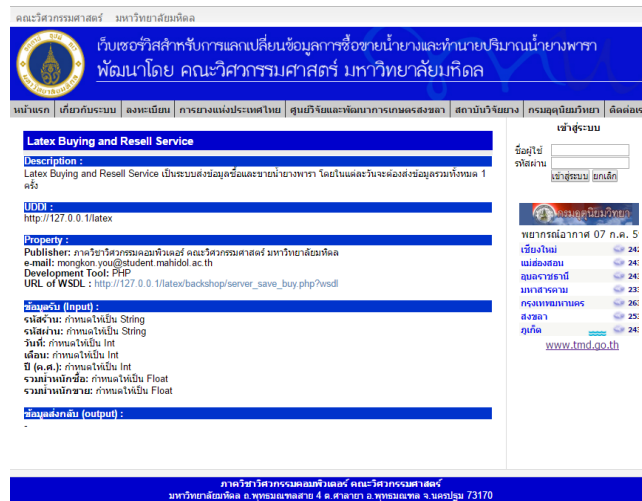 คณะวิศวกรรมศาสตร์ มหาวิทยาลัยมหิดล
เว็บเซอร์วิสสำหรับการแลกเปลี่ยนข้อมูลการซื้อขายน้ำยางและทำนายปริมาณน้ำยางพารา
พัฒนาโดย คณะวิศวกรรมศาสตร์ มหาวิทยาลัยมหิดล
หน้าแรก เกี่ยวกับระบบ ลงทะเบียน การยางแห่งประเทศไทย ศูนย์วิจัยและพัฒนาการเกษตรสงขลา สถาบันวิจัยยาง กรมอุตุนิยมวิทยา ติดต่อเร
Latex Buying and Resell Service
Description :
Latex Buying and Resell Service เป็นระบบส่งข้อมูลซื้อและขายน้ำยางพารา โดยในแต่ละวันจะต้องส่งข้อมูลรวมทั้งหมด 1
ครั้ง
UDDI :
http://127.0.0.1/latex
Property :
Publisher: ภาควิชาวิศวกรรมคอมพิวเตอร์ คณะวิศวกรรมศาสตร์ มหาวิทยาลัยมหิดล
e-mail: mongkon.you@student.mahidol.ac.th
Development Tool: PHP
URL of WSDL : http://127.0.0.1/latex/backshop/server_save_buy.php?wsdl
ข้อมูลรับ (Input) :
รหัสร้าน: กำหนดให้เป็น String
รหัสผ่าน: กำหนดให้เป็น String
วันที่: กำหนดให้เป็น Int
เดือน: กำหนดให้เป็น Int
ปี (ค.ศ.): กำหนดให้เป็น Int
รวมน้ำหนักซื้อ: กำหนดให้เป็น Float
รวมน้ำหนักขาย: กำหนดให้เป็น Float
ข้อมูลส่งกลับ (output) :
-
เข้าสู่ระบบ
ชื่อผู้ใช้
รหัสผ่าน
เข้าสู่ระบบ ยกเลิก
กรมอุตุนิยมวิทยา
พยากรณ์อากาศ 07 ก.ค. 5
เชียงใหม่ 242
แม่ฮ่องสอน 243
อุบลราชธานี 243
มหาสารคาม 233
กรุงเทพมหานคร 263
สงขลา 253
ภูเก็ต 243
www.tmd.go.th
ภาควิชาวิศวกรรมคอมพิวเตอร์ คณะวิศวกรรมศาสตร์
มหาวิทยาลัยมหิดล ถ.พุทธมณฑลสาย 4 ต.ศาลายา อ.พุทธมณฑล จ.นครปฐม 73170